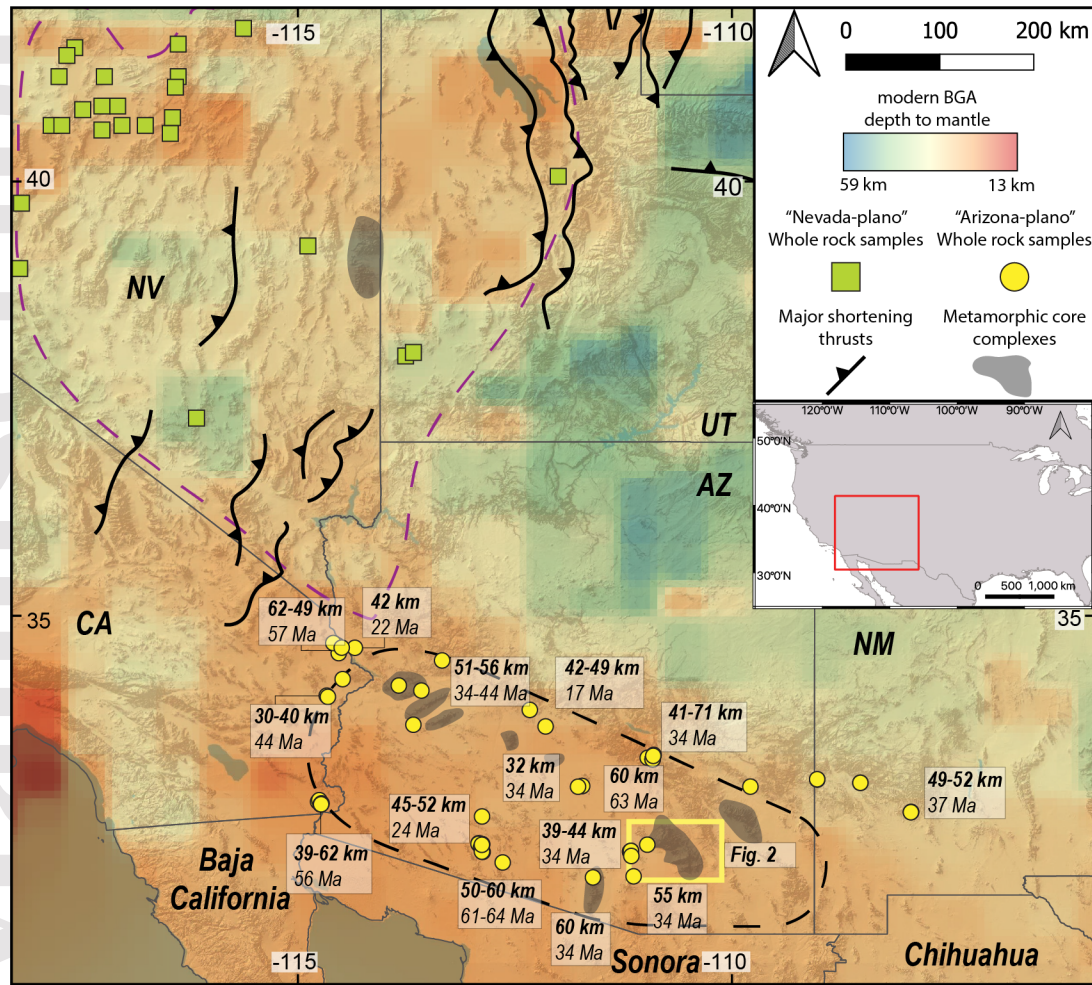 -115
-110
40
40
NV
UT
AZ
35
35
CA
NM
62-49 km
57 Ma
42 km
22 Ma
51-56 km
34-44 Ma
42-49 km
17 Ma
30-40 km
44 Ma
41-71 km
34 Ma
32 km
34 Ma
60 km
63 Ma
49-52 km
37 Ma
45-52 km
24 Ma
39-44 km
34 Ma
39-62 km
56 Ma
Fig. 2
50-60 km
61-64 Ma
55 km
34 Ma
60 km
34 Ma
Baja
California
Sonora
Chihuahua
-115
-110
0 100 200 km
modern BGA
depth to mantle
59 km 13 km
"Nevada-plano"
Whole rock samples
"Arizona-plano"
Whole rock samples
Major shortening
thrusts
Metamorphic core
complexes
120°0'W 110°0'W 100°0'W 90°0'W
50°0'N
40°0'N
30°0'N
0 500 1,000 km